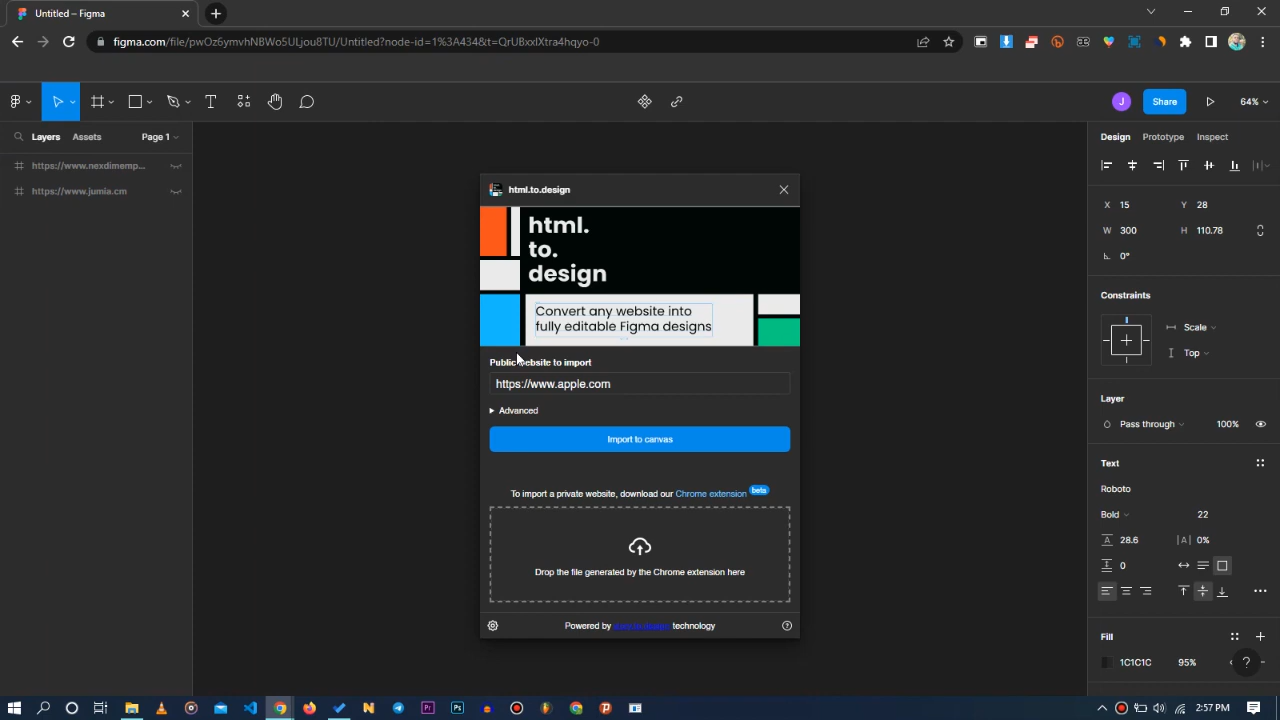 Untitled – Figma
figma.com/file/pwOz6ymvhNBWo5ULjou8TU/Untitled?node-id=1%3A434&t=QrUBxxlXtra4hqyo-0
J
Share
64%
Layers
Assets
Page 1
https://www.nexdimemp...
https://www.jumia.cm
html.to.design
html.
to.
design
Convert any website into
fully editable Figma designs
Public website to import
https://www.apple.com
Advanced
Import to canvas
To import a private website, download our Chrome extension beta
Drop the file generated by the Chrome extension here
Powered by
technology
Design
Prototype
Inspect
X 15
Y 28
W 300
H 110.78
0°
Constraints
Scale
Top
Layer
Pass through
100%
Text
Roboto
Bold
22
28.6
0%
0
Fill
1C1C1C
95%
?
2:57 PM